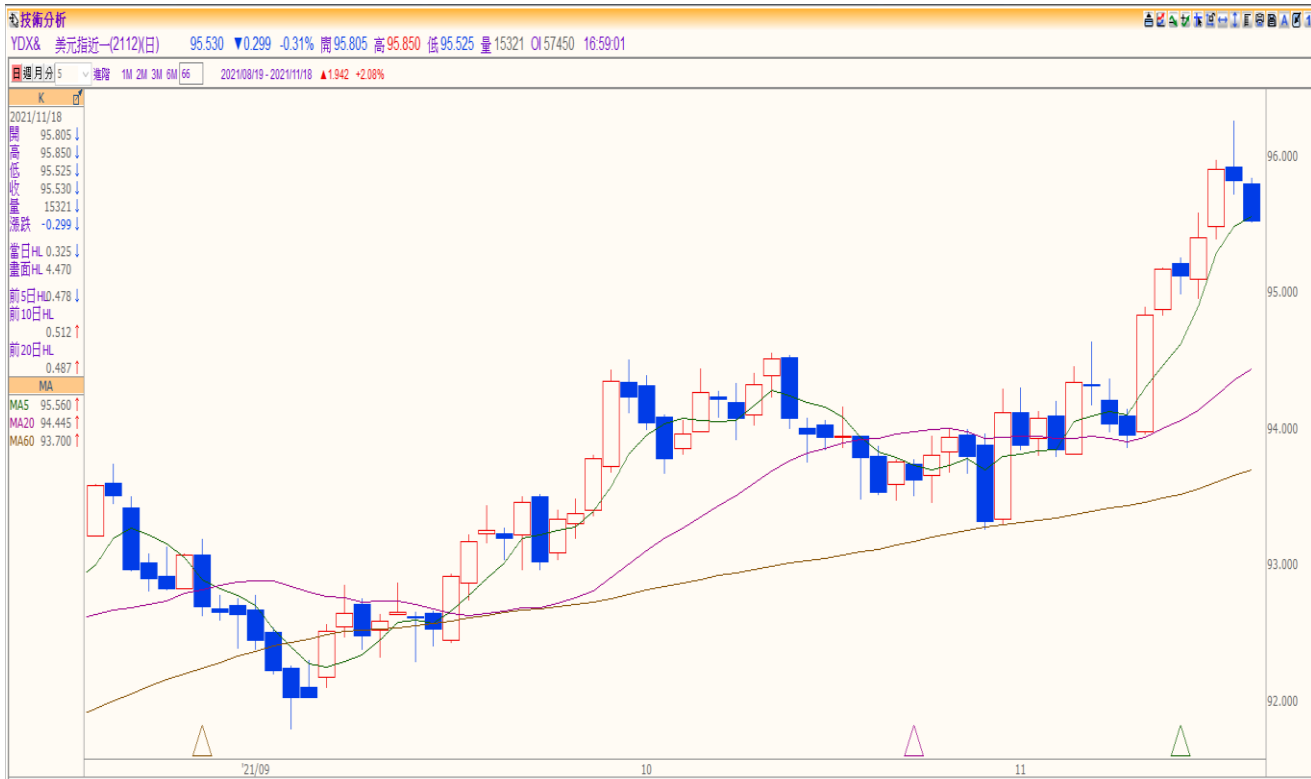 技術分析
YDX& 美元指近一(2112)(日) 95.530 ▼0.299 -0.31% 開 95.805 高 95.850 低 95.525 量 15321 OI 57450 16:59:01
日 週 月 分 5 進階 1M 2M 3M 6M 66 2021/08/19 - 2021/11/18 ▲1.942 +2.08%
K
2021/11/18
開 95.805↓
高 95.850↓
低 95.525↓
收 95.530↓
量 15321↓
漲跌 -0.299↓
當日HL 0.325↓
畫面HL 4.470
前5日HL 0.478↓
前10日HL
0.512↑
前20日HL
0.487↑
MA
MA5 95.560↑
MA20 94.445↑
MA60 93.700↑
96.000
95.000
94.000
93.000
92.000
'21/09 10 11